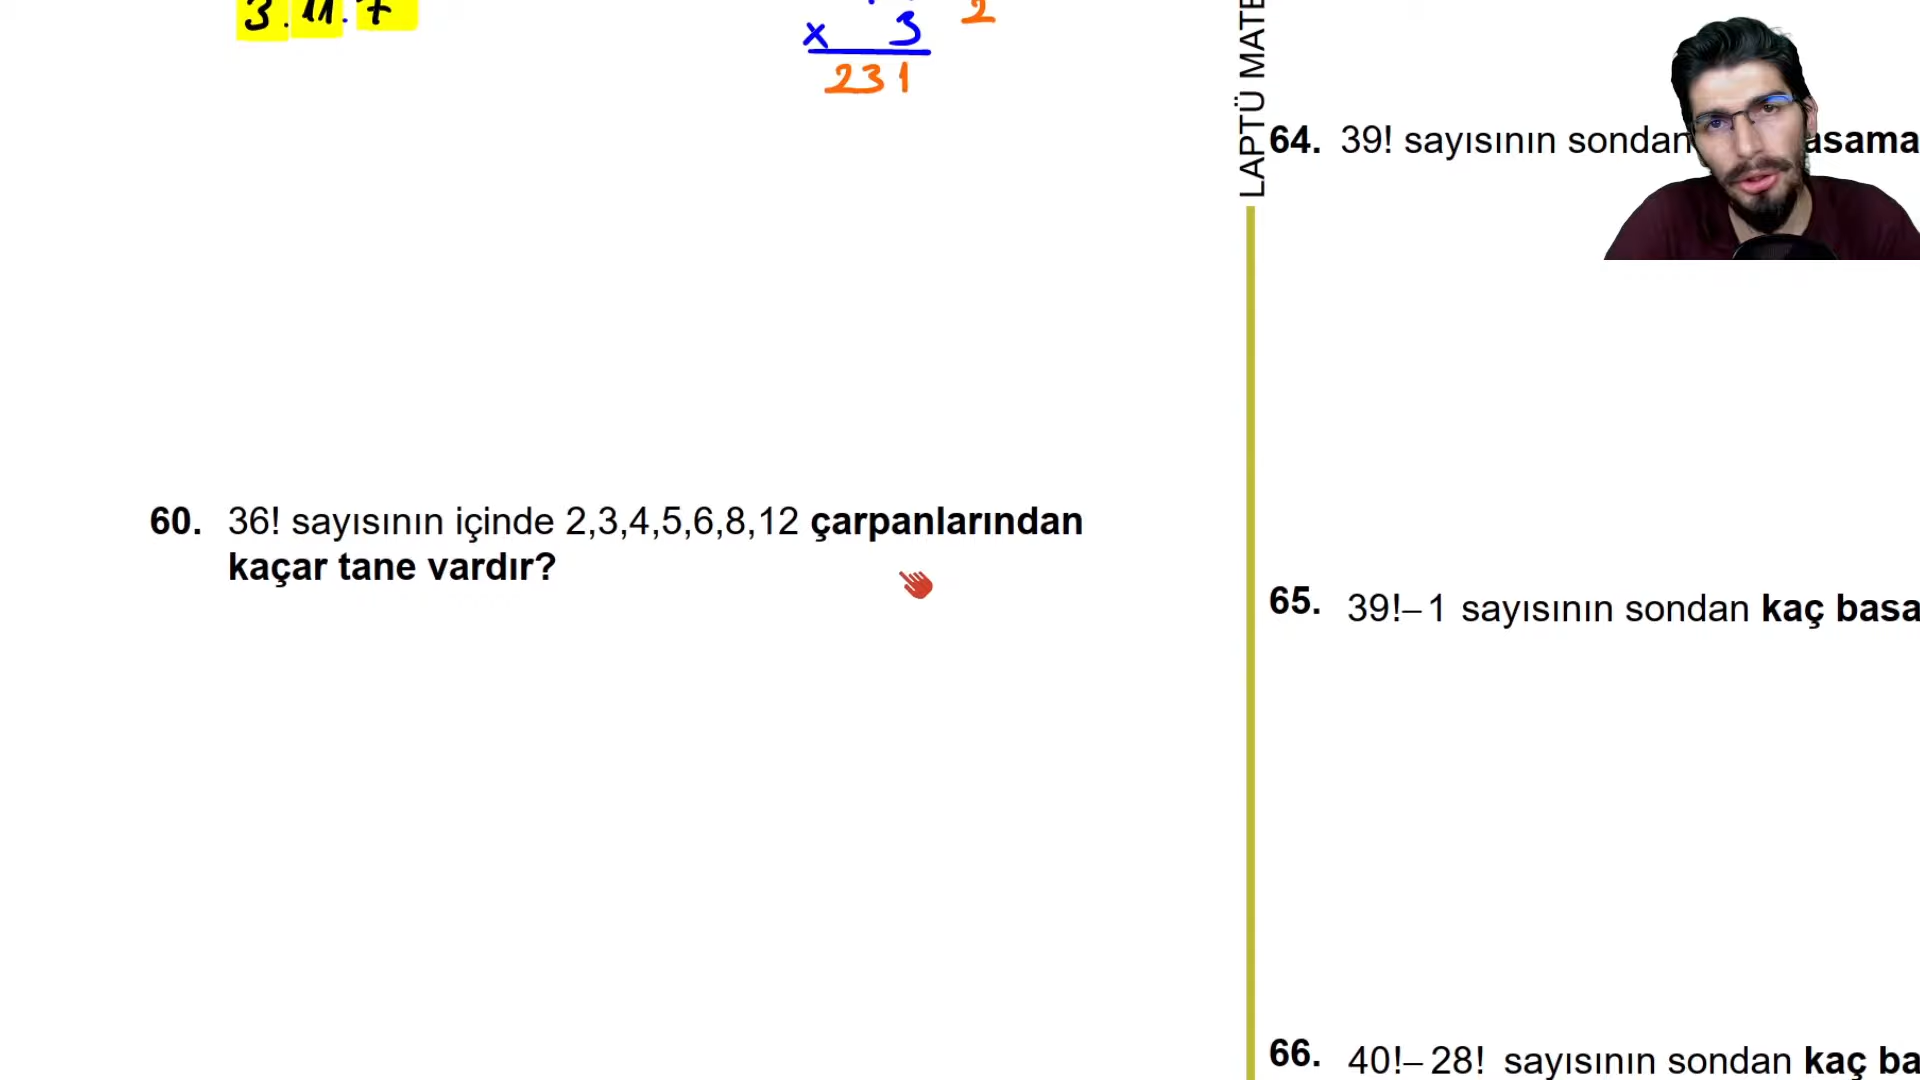 3.11.7
x 3 2
231
60. 36! sayısının içinde 2,3,4,5,6,8,12 çarpanlarından
kaçar tane vardır?
LAPTÜ MATE
64. 39! sayısının sondan
65. 39!–1 sayısının sondan kaç basa
66. 40!–28! sayısının sondan kaç ba